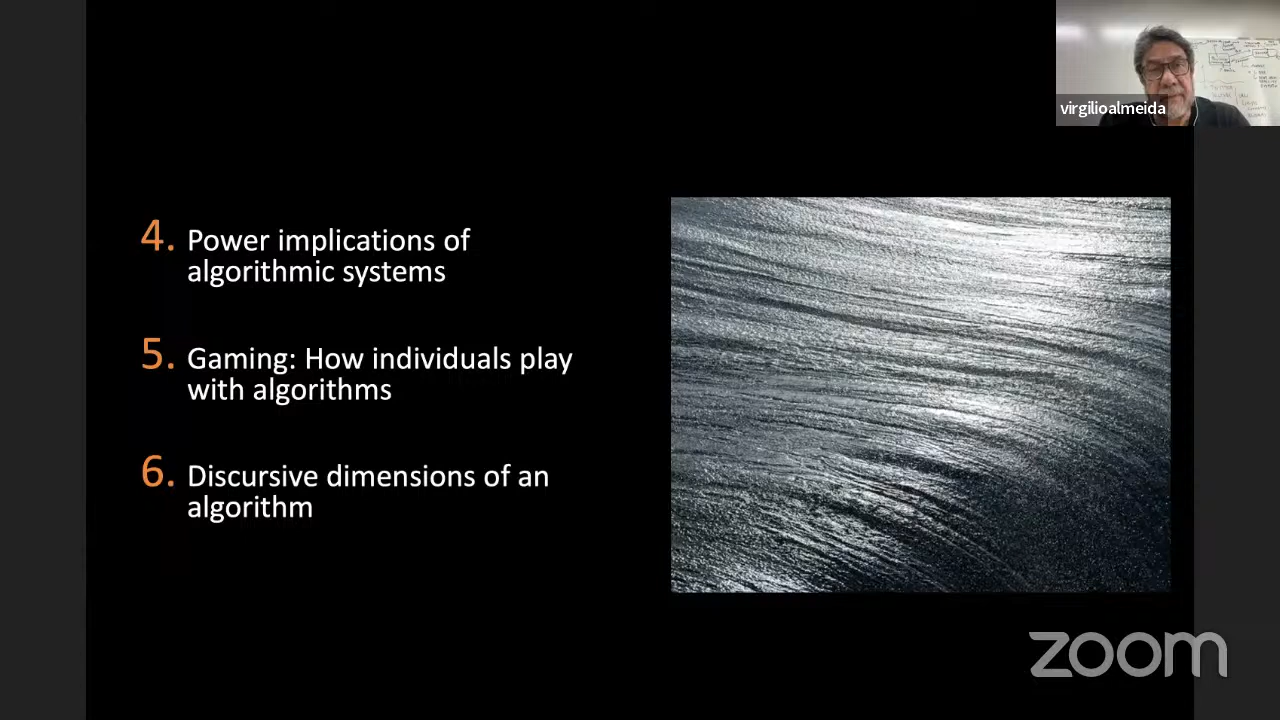 virgilioalmeida
4. Power implications of
algorithmic systems
5. Gaming: How individuals play
with algorithms
6. Discursive dimensions of an
algorithm
zoom